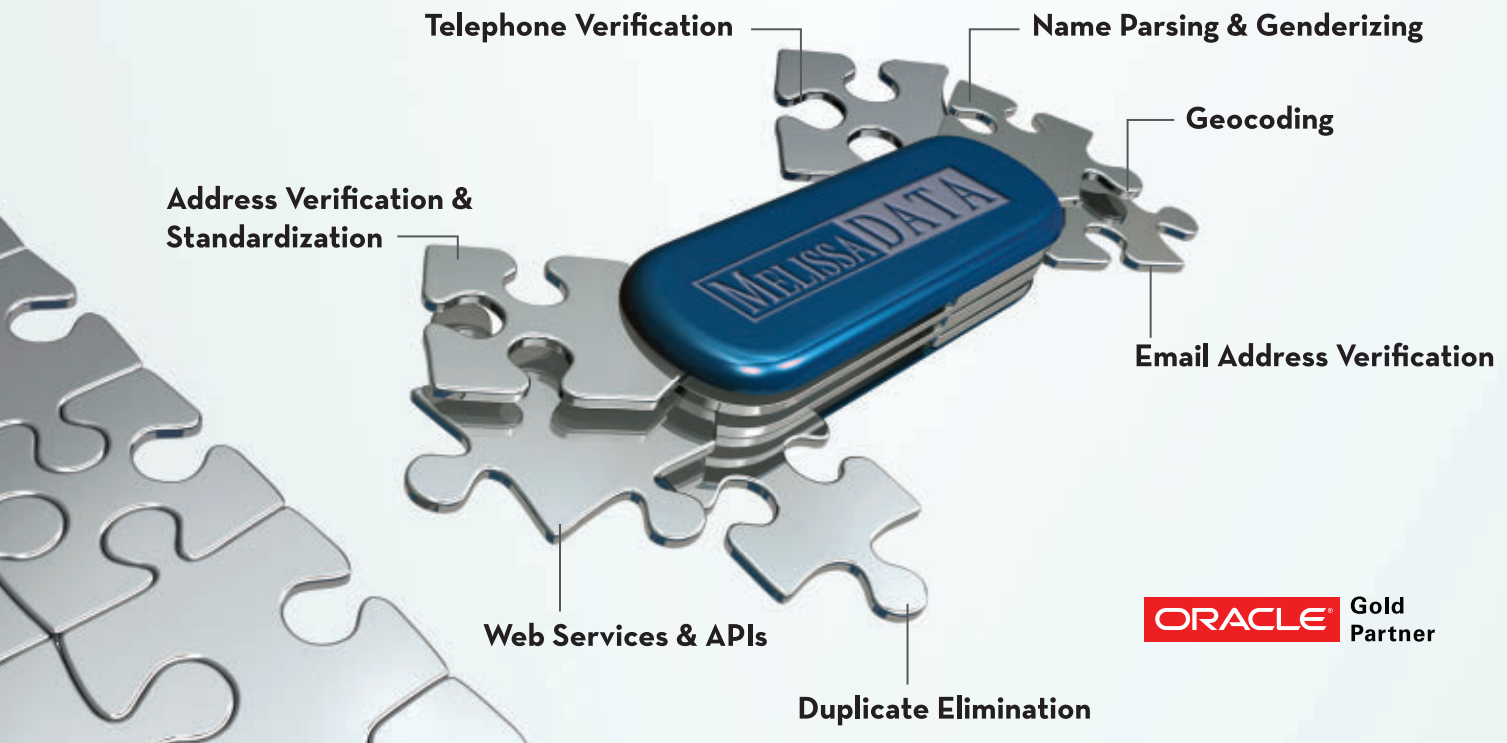 Telephone Verification
Name Parsing & Genderizing
Geocoding
Address Verification &
Standardization
MELISSA DATA
Email Address Verification
Web Services & APIs
ORACLE®
Gold
Partner
Duplicate Elimination